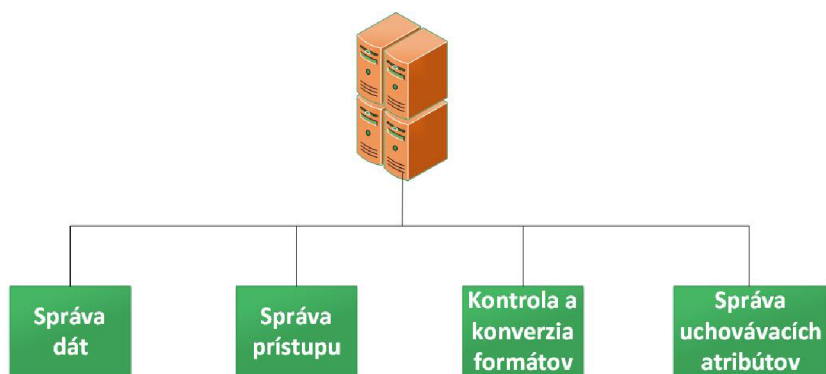 Správa
dát
Správa
prístupu
Kontrola a
konverzia
formátov
Správa
uchovávacích
atribútov